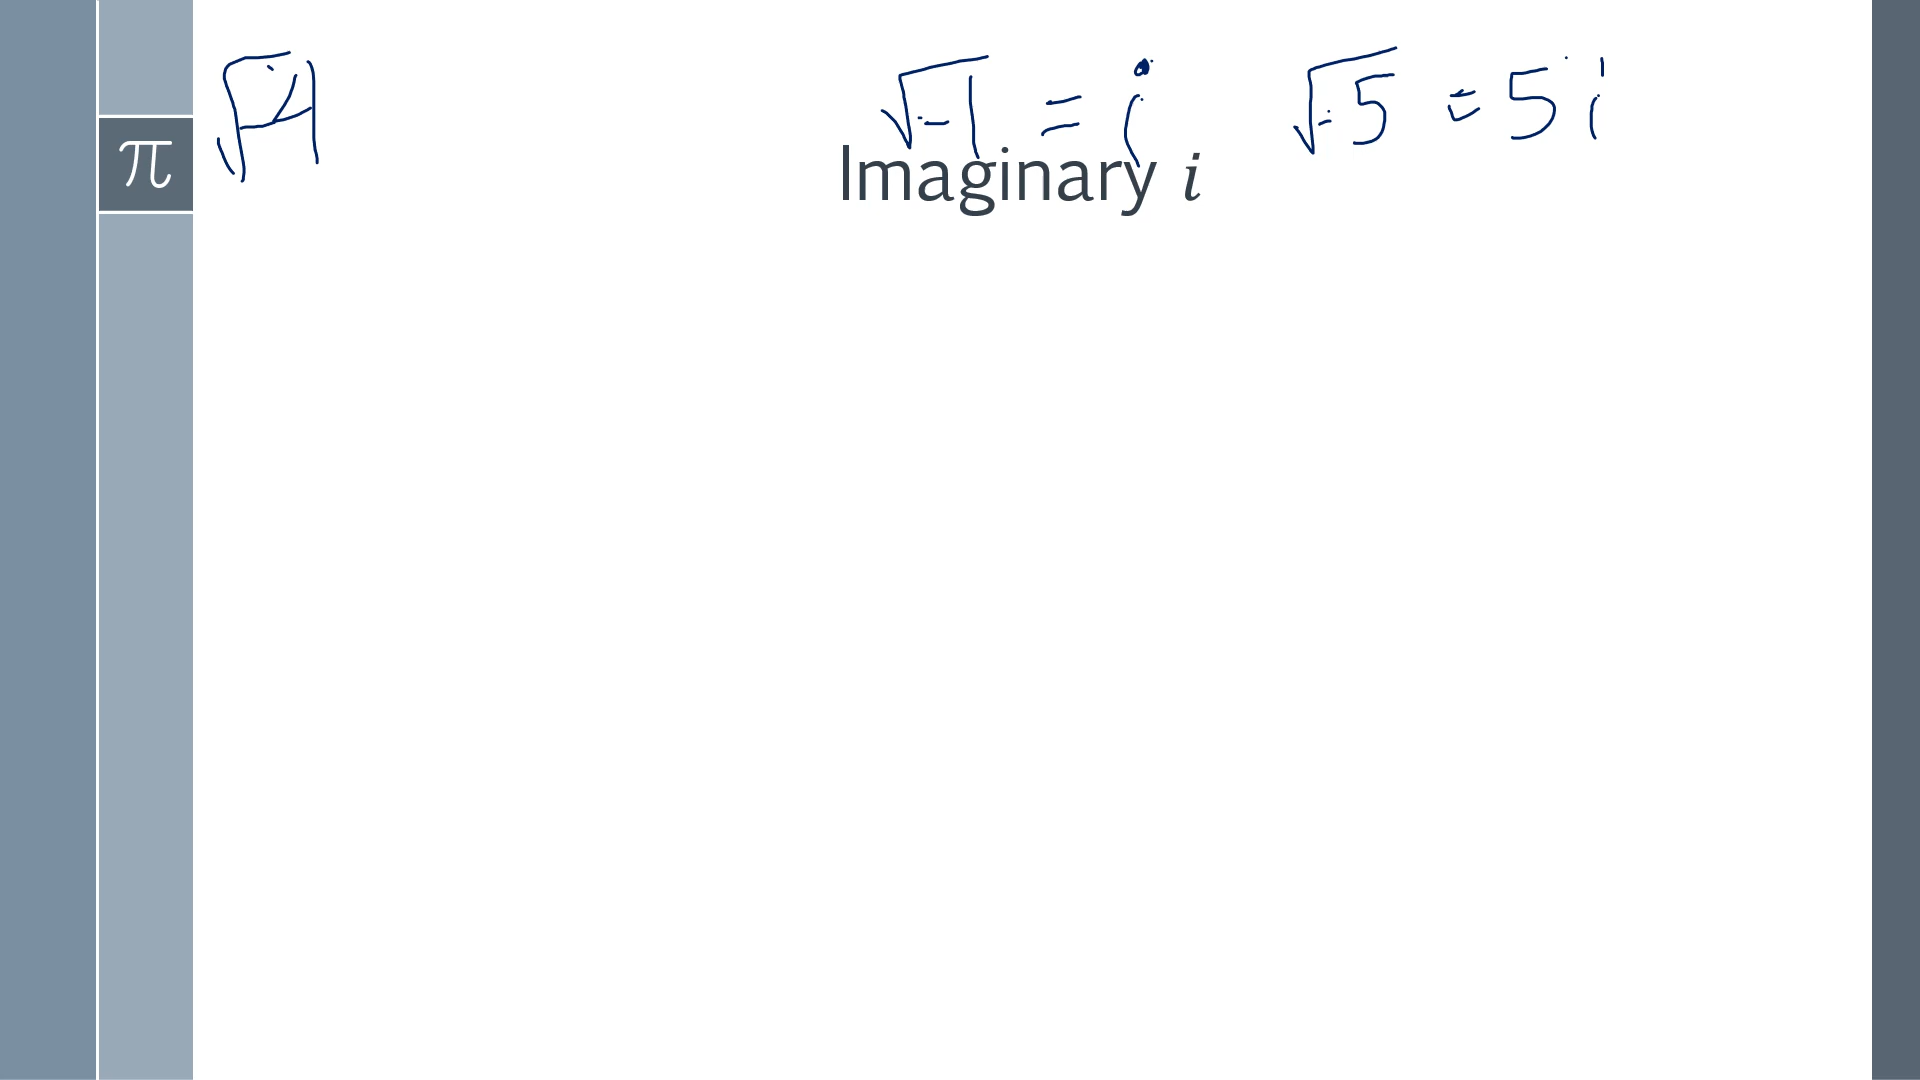 √-4 √-1 = i √-5 = 5i
π Imaginary i